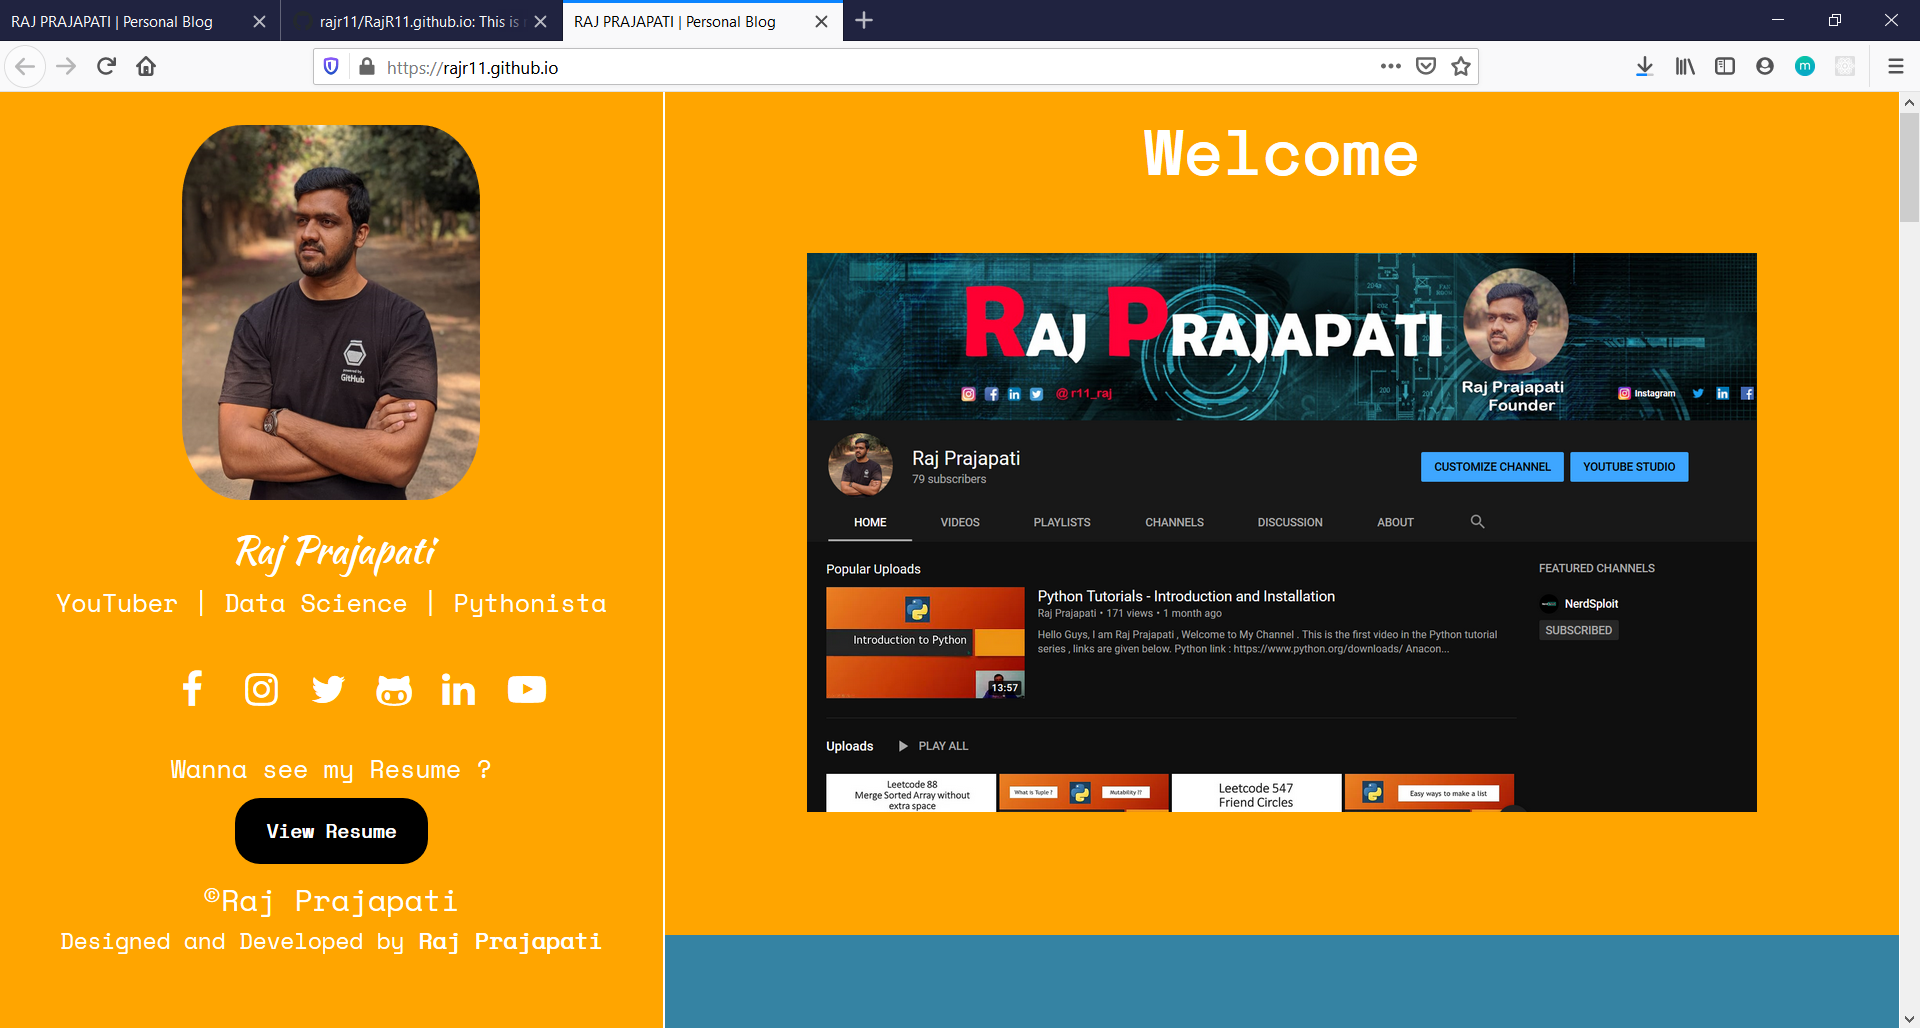 RAJ PRAJAPATI | Personal Blog
rajr11/RajR11.github.io: This is
RAJ PRAJAPATI | Personal Blog
https://rajr11.github.io
m
powered by
GitHub
Raj Prajapati
YouTuber | Data Science | Pythonista
Wanna see my Resume ?
View Resume
©Raj Prajapati
Designed and Developed by Raj Prajapati
Welcome
RAJ PRAJAPATI
@r11_raj
Raj Prajapati
Founder
Instagram
Raj Prajapati
79 subscribers
CUSTOMIZE CHANNEL
YOUTUBE STUDIO
HOME VIDEOS PLAYLISTS CHANNELS DISCUSSION ABOUT
Popular Uploads
Introduction to Python
13:57
Python Tutorials - Introduction and Installation
Raj Prajapati • 171 views • 1 month ago
Hello Guys, I am Raj Prajapati , Welcome to My Channel . This is the first video in the Python tutorial
series , links are given below. Python link : https://www.python.org/downloads/ Anacon...
FEATURED CHANNELS
NerdSploit
SUBSCRIBED
Uploads PLAY ALL
Leetcode 88
Merge Sorted Array without
extra space
What is Tuple ?
Mutability ??
Leetcode 547
Friend Circles
Easy ways to make a list